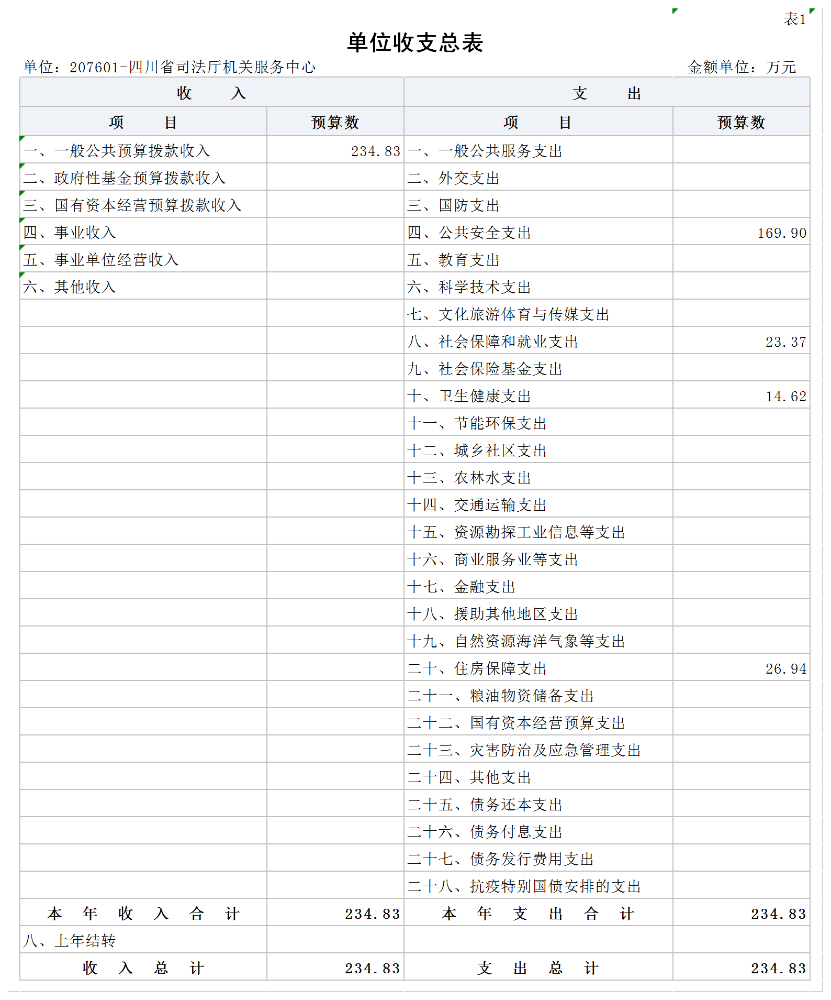 表1
单位收支总表
单位：207601-四川省司法厅机关服务中心 金额单位：万元
收 入 支 出
项 目 预算数 项 目 预算数
一、一般公共预算拨款收入 234.83 一、一般公共服务支出
二、政府性基金预算拨款收入 二、外交支出
三、国有资本经营预算拨款收入 三、国防支出
四、事业收入 四、公共安全支出 169.90
五、事业单位经营收入 五、教育支出
六、其他收入 六、科学技术支出
七、文化旅游体育与传媒支出
八、社会保障和就业支出 23.37
九、社会保险基金支出
十、卫生健康支出 14.62
十一、节能环保支出
十二、城乡社区支出
十三、农林水支出
十四、交通运输支出
十五、资源勘探工业信息等支出
十六、商业服务业等支出
十七、金融支出
十八、援助其他地区支出
十九、自然资源海洋气象等支出
二十、住房保障支出 26.94
二十一、粮油物资储备支出
二十二、国有资本经营预算支出
二十三、灾害防治及应急管理支出
二十四、其他支出
二十五、债务还本支出
二十六、债务付息支出
二十七、债务发行费用支出
二十八、抗疫特别国债安排的支出
本 年 收 入 合 计 234.83 本 年 支 出 合 计 234.83
八、上年结转
收 入 总 计 234.83 支 出 总 计 234.83